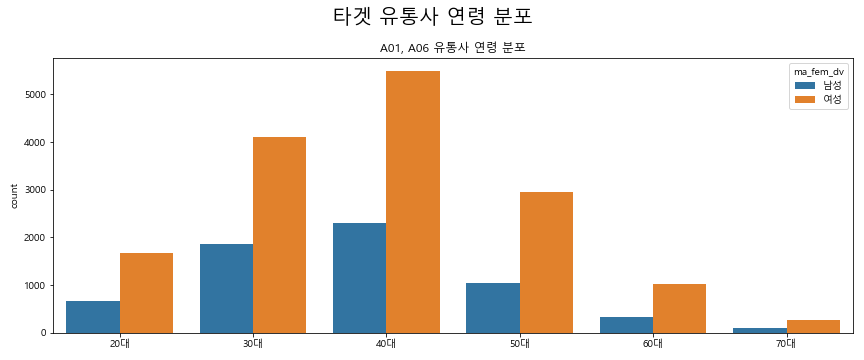 타겟 유통사 연령 분포
A01, A06 유통사 연령 분포
ma_fem_dv
남성
여성
count
5000
4000
3000
2000
1000
0
20대 30대 40대 50대 60대 70대